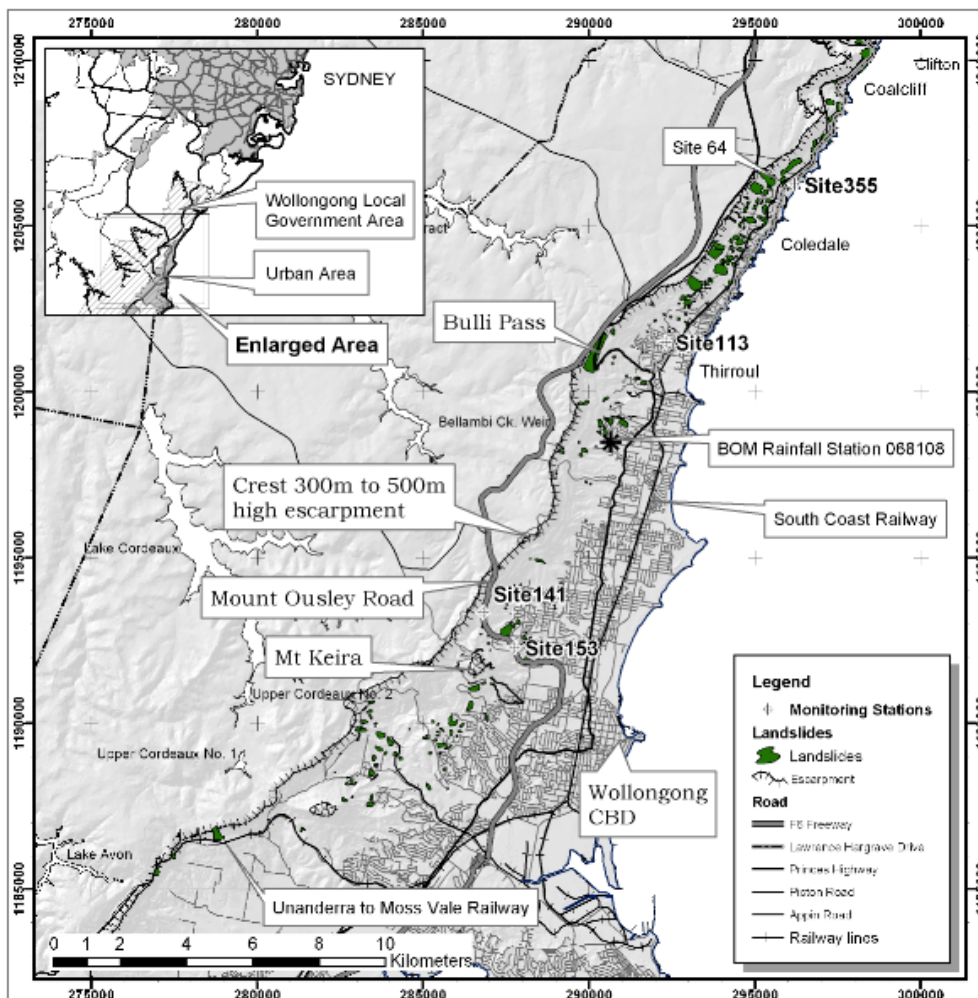 275000
280000
285000
290000
295000
300000
1210000
1205000
1200000
1195000
1190000
1185000
SYDNEY
Wollongong Local
Government Area
Urban Area
Enlarged Area
Clifton
Coalcliff
Site 64
Site355
Coledale
Bulli Pass
Site113
Thirroul
Bellambi Ck. Weir
BOM Rainfall Station 068108
Crest 300m to 500m
high escarpment
South Coast Railway
Lake Cordeaux
Mount Ousley Road
Site141
Site153
Mt Keira
Upper Cordeaux No. 2
Upper Cordeaux No. 1
Wollongong
CBD
Lake Avon
Unanderra to Moss Vale Railway
0 1 2 4 6 8 10
Kilometers
Legend
Monitoring Stations
Landslides
Landslides
Escarpment
Road
F6 Freeway
Lawrance Hargrave Drive
Princes Highway
Picton Road
Appin Road
Railway lines
275000
280000
285000
290000
295000
300000